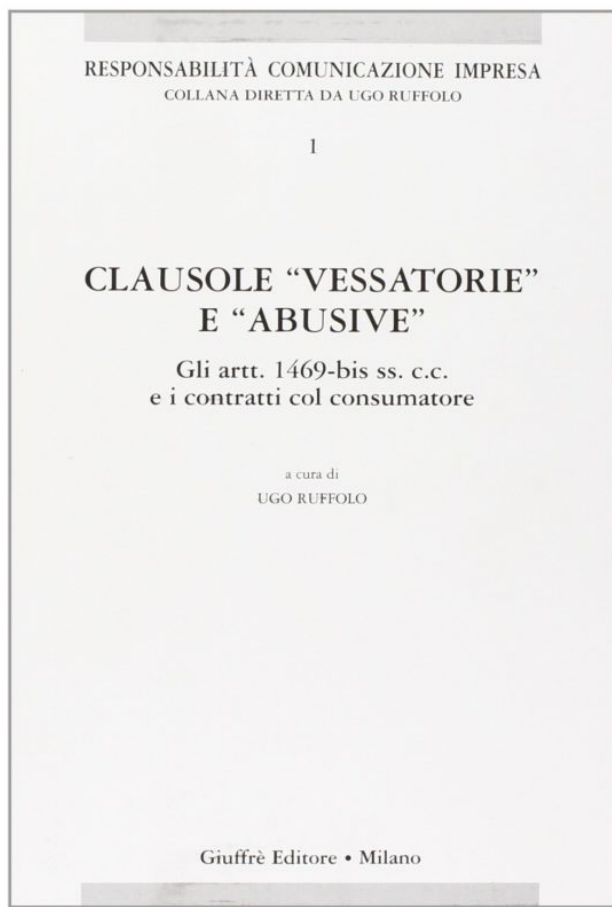 RESPONSABILITÀ COMUNICAZIONE IMPRESA
COLLANA DIRETTA DA UGO RUFFOLO
1
CLAUSOLE “VESSATORIE”
E “ABUSIVE”
Gli artt. 1469-bis ss. c.c.
e i contratti col consumatore
a cura di
UGO RUFFOLO
Giuffrè Editore • Milano